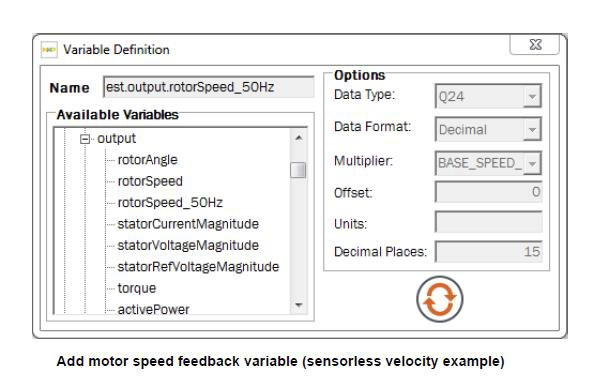 NXP Variable Definition
Name est.output.rotorSpeed_50Hz
Available Variables
output
rotorAngle
rotorSpeed
rotorSpeed_50Hz
statorCurrentMagnitude
statorVoltageMagnitude
statorRefVoltageMagnitude
torque
activePower
Options
Data Type: Q24
Data Format: Decimal
Multiplier: BASE_SPEED_
Offset: 0
Units:
Decimal Places: 15
Add motor speed feedback variable (sensorless velocity example)